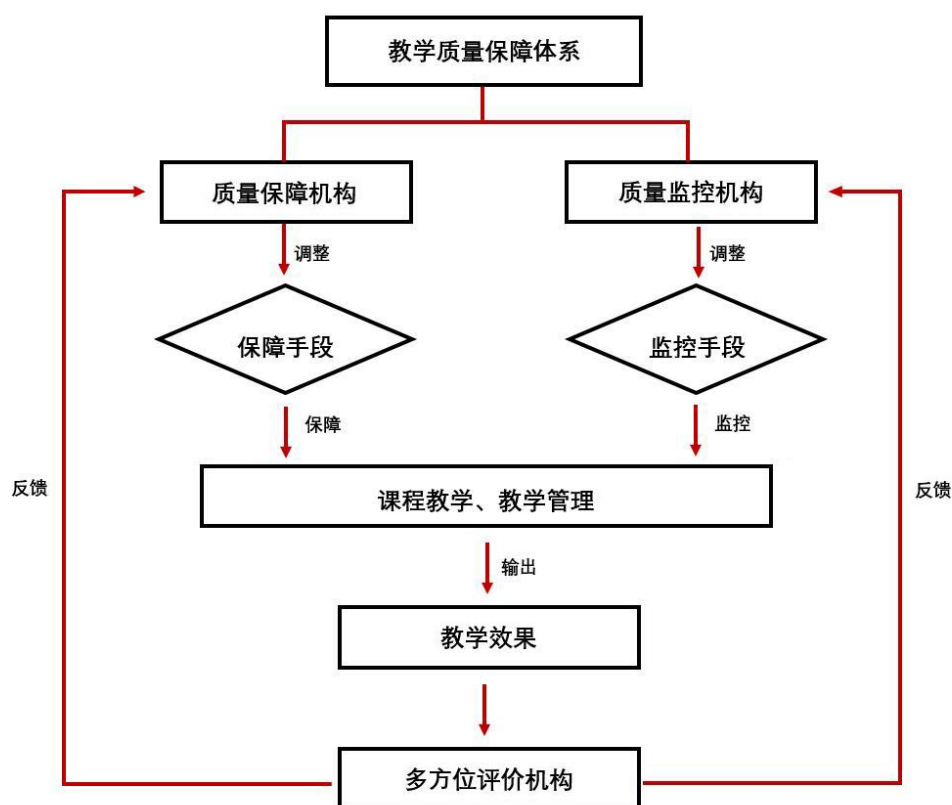 教学质量保障体系
质量保障机构
质量监控机构
调整
调整
保障手段
监控手段
保障
监控
反馈
课程教学、教学管理
反馈
输出
教学效果
多方位评价机构